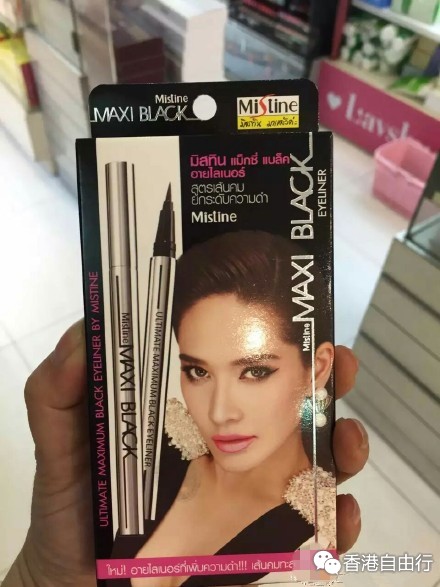 Mistine
MAXI BLACK
Mistine
มิสทิน แม็กซี่ แบล็ค
อายไลเนอร์
สูตรเส้นคม
ยกระดับความดำ
Mistine
Mistine MAXI BLACK
EYELINER
ULTIMATE MAXIMUM BLACK EYELINER BY MISTINE
Mistine MAXI BLACK
ULTIMATE MAXIMUM BLACK EYELINER
ใหม่! อายไลเนอร์ที่เพิ่มความดำ!!! เส้นคมกะ
Laysh
香港自由行